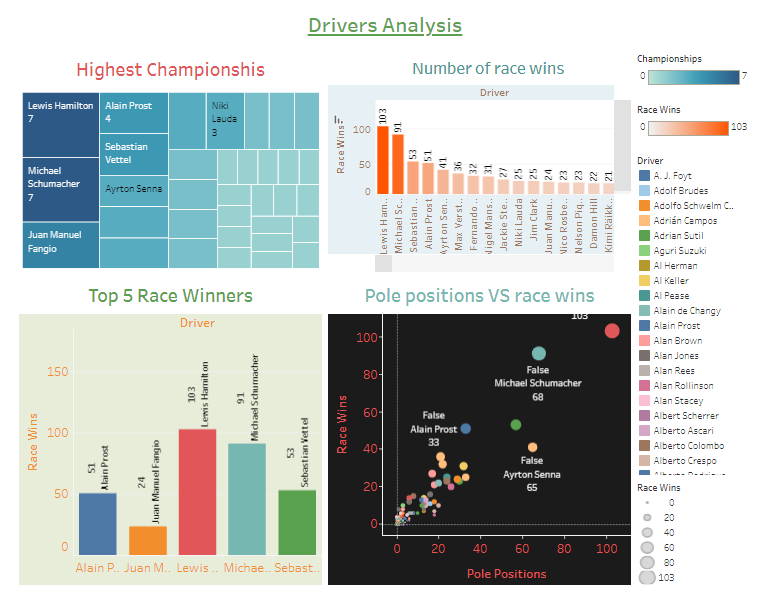 Drivers Analysis
Highest Championshis
Lewis Hamilton
7
Michael
Schumacher
7
Juan Manuel
Fangio
Alain Prost
4
Sebastian
Vettel
Ayrton Senna
Niki
Lauda
3
Number of race wins
Driver
Race Wins
100
50
0
103
91
53
51
41
36
32
31
27
25
25
24
23
23
22
21
Lewis Ham..
Michael Sc..
Sebastian ..
Alain Prost
Ayrton Sen..
Max Verst..
Fernando..
Nigel Mans..
Jackie Ste..
Niki Lauda
Jim Clark
Juan Manu..
Nico Rosbe..
Nelson Piq..
Damon Hill
Kimi Räikk..
Top 5 Race Winners
Driver
Race Wins
150
100
50
0
51
Alain Prost
24
Juan Manuel Fangio
103
Lewis Hamilton
91
Michael Schumacher
53
Sebastian Vettel
Alain P..
Juan M..
Lewis ..
Michae..
Sebast..
Pole positions VS race wins
Race Wins
100
80
60
40
20
0
103
False
Michael Schumacher
68
False
Alain Prost
33
False
Ayrton Senna
65
0
20
40
60
80
100
Pole Positions
Championships
0
7
Race Wins
0
103
Driver
A. J. Foyt
Adolf Brudes
Adolfo Schwelm C..
Adrián Campos
Adrian Sutil
Aguri Suzuki
Al Herman
Al Keller
Al Pease
Alain de Changy
Alain Prost
Alan Brown
Alan Jones
Alan Rees
Alan Rollinson
Alan Stacey
Albert Scherrer
Alberto Ascari
Alberto Colombo
Alberto Crespo
Race Wins
0
20
40
60
80
103